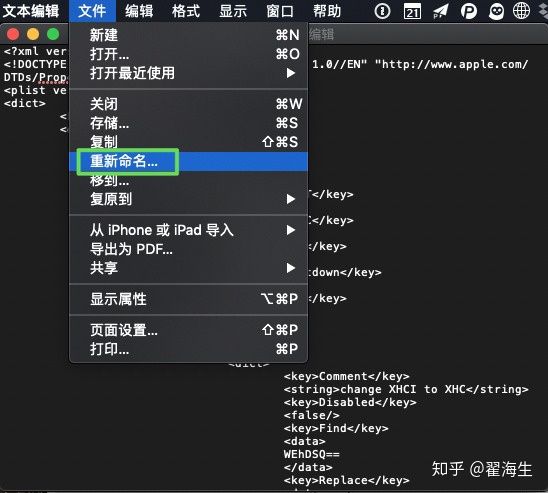 文本编辑 文件 编辑 格式 显示 窗口 帮助 21
编辑
新建 ⌘N
打开... ⌘O
打开最近使用 ▶
关闭 ⌘W
存储... ⌘S
复制 ⇧⌘S
重新命名...
移到...
复原到 ▶
从 iPhone 或 iPad 导入 ▶
导出为 PDF...
共享 ▶
显示属性 ⌥⌘P
页面设置... ⇧⌘P
打印... ⌘P
<?xml ver
<!DOCTYPE 1.0//EN" "http://www.apple.com/
DTDs/Prop
<plist ve
<dict>
<
<
T</key>
C</key>
</key>
tdown</key>
</key>
<dict>
<key>Comment</key>
<string>change XHCI to XHC</string>
<key>Disabled</key>
<false/>
<key>Find</key>
<data>
WEhDSQ==
</data>
<key>Replace</key>
知乎 @翟海生